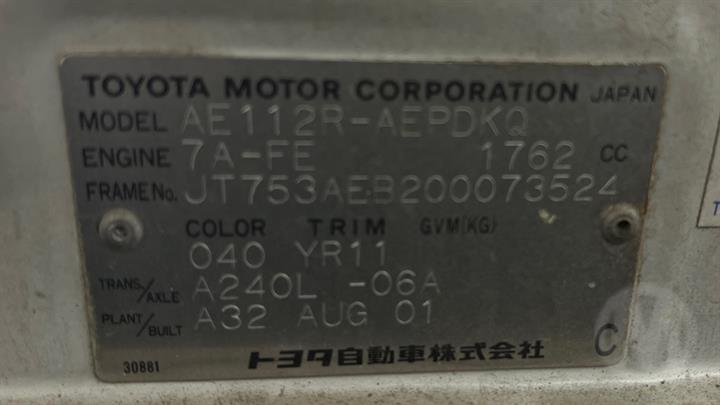 TOYOTA MOTOR CORPORATION JAPAN
MODEL AE112R-AEPDKQ
ENGINE 7A-FE 1762 CC
FRAME No. JT753AEB200073524
COLOR TRIM GVM(KG)
040 YR11
TRANS/AXLE A240L -06A
PLANT/BUILT A32 AUG 01
30881 トヨタ自動車株式会社 C